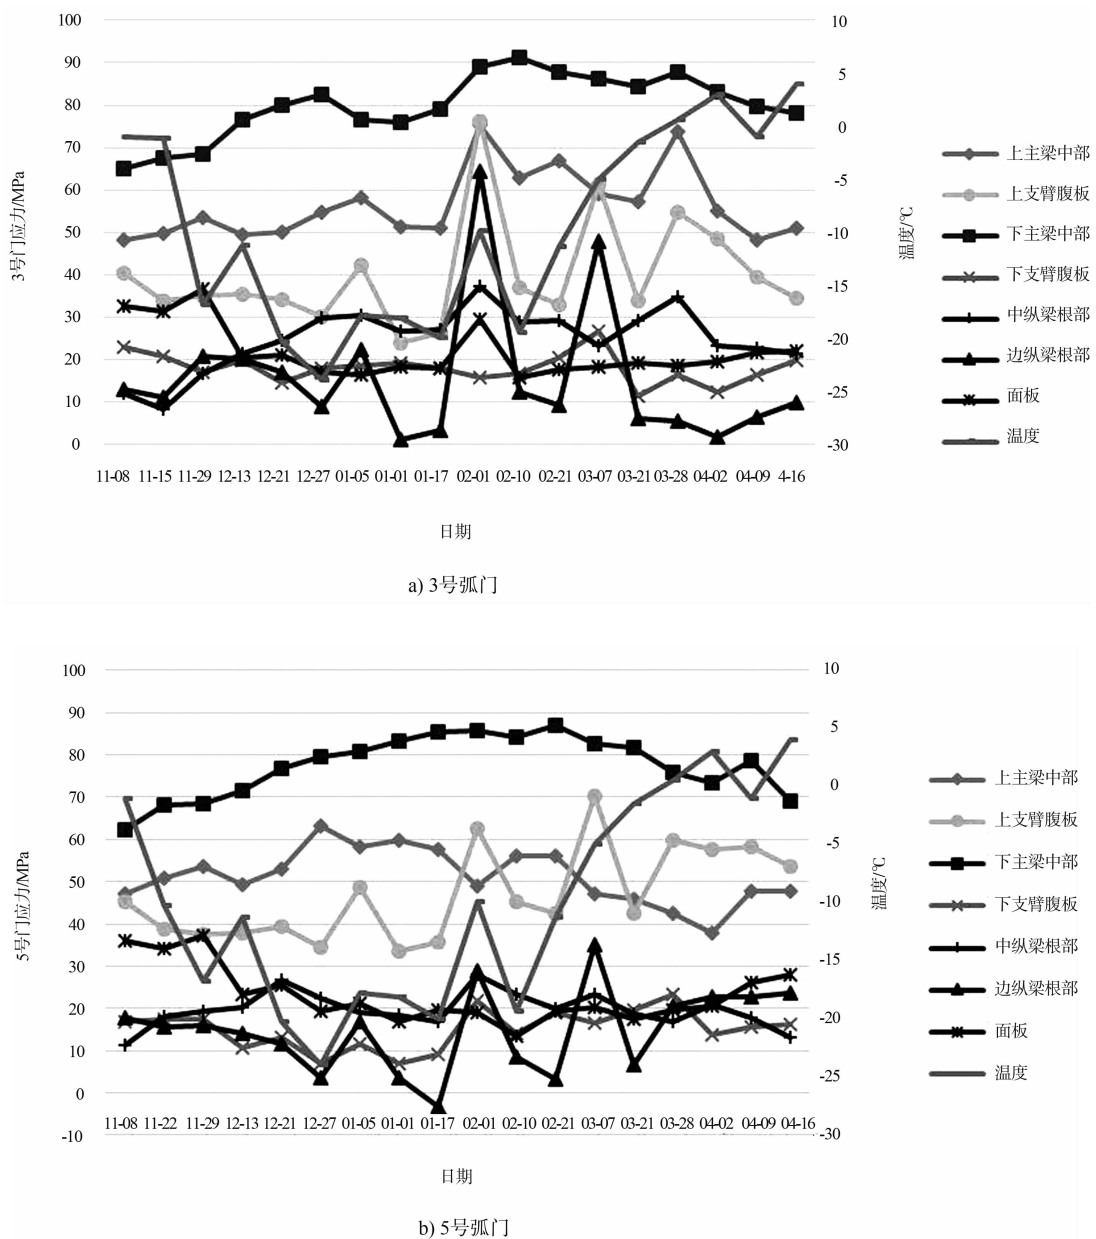 100
90
80
70
60
50
40
30
20
10
0
3号门应力/MPa
10
5
0
-5
-10
-15
-20
-25
-30
温度/℃
11-08 11-15 11-29 12-13 12-21 12-27 01-05 01-01 01-17 02-01 02-10 02-21 03-07 03-21 03-28 04-02 04-09 4-16
日期
上主梁中部
上支臂腹板
下主梁中部
下支臂腹板
中纵梁根部
边纵梁根部
面板
温度
a) 3号弧门
100
90
80
70
60
50
40
30
20
10
0
-10
5号门应力/MPa
10
5
0
-5
-10
-15
-20
-25
-30
温度/℃
11-08 11-22 11-29 12-13 12-21 12-27 01-05 01-01 01-17 02-01 02-10 02-21 03-07 03-21 03-28 04-02 04-09 04-16
日期
上主梁中部
上支臂腹板
下主梁中部
下支臂腹板
中纵梁根部
边纵梁根部
面板
温度
b) 5号弧门